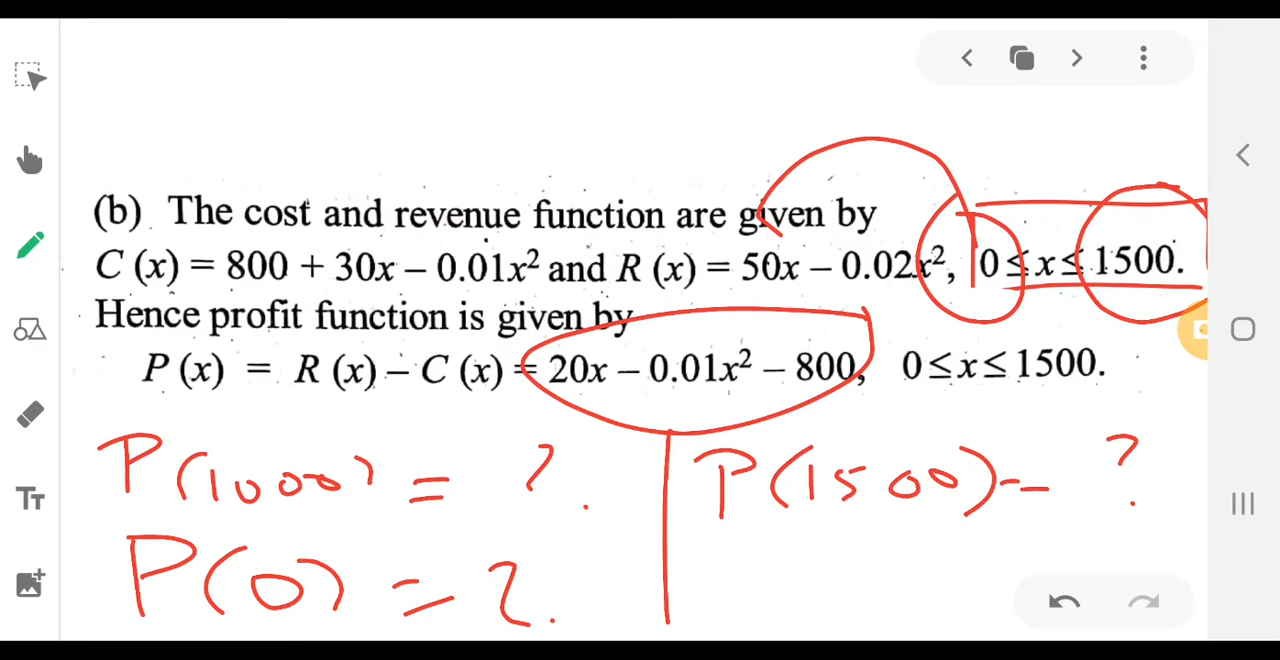 (b) The cost and revenue function are given by
C (x) = 800 + 30x – 0.01x² and R (x) = 50x – 0.02x², 0≤x≤1500.
Hence profit function is given by
P (x) = R (x) – C (x) = 20x – 0.01x² – 800, 0≤x≤1500.
P(1000) = ?. P(1500) = ?.
P(0) = ?.
Tт